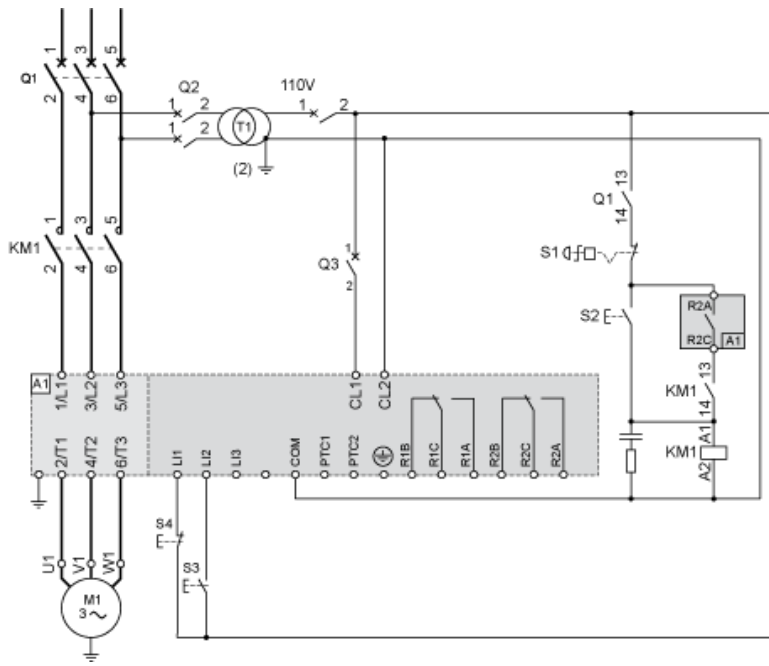 1 3 5
Q1
2 4 6
Q2
1 2
1 2
T1
(2)
110V
1 2
13
Q1
14
S1
1
Q3
2
S2
R2A
R2C A1
13
KM1
14
A1
KM1
A2
1 3 5
KM1
2 4 6
A1
1/L1 3/L2 5/L3 CL1 CL2
2/T1 4/T2 6/T3 LI1 LI2 LI3 COM PTC1 PTC2 R1B R1C R1A R2B R2C R2A
S4
S3
U1 V1 W1
M1
3 ~